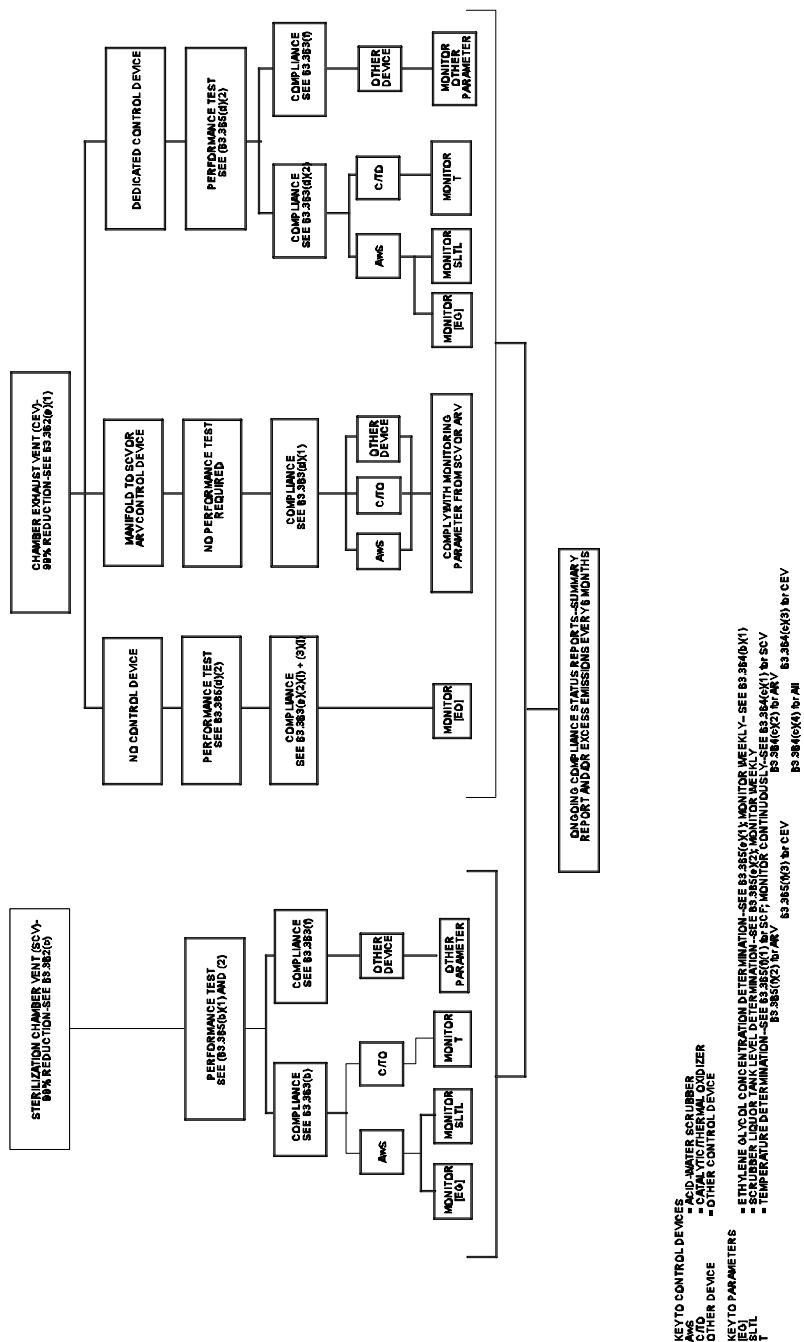 STERILIZATION CHAMBER VENT (SCV)-
99% REDUCTION-SEE 63.362(c)
CHAMBER EXHAUST VENT (CEV)-
99% REDUCTION-SEE 63.362(e)(1)
NO CONTROL DEVICE
MANIFOLD TO SCV OR
ARV CONTROL DEVICE
DEDICATED CONTROL DEVICE
PERFORMANCE TEST
SEE (63.365(b)(1) AND (2)
PERFORMANCE TEST
SEE 63.365(d)(2)
NO PERFORMANCE TEST
REQUIRED
PERFORMANCE TEST
SEE (63.365(d)(2)
COMPLIANCE
SEE 63.363(b)
COMPLIANCE
SEE 63.363(f)
COMPLIANCE
SEE 63.363(e)(2)(i) + (3)(i)
COMPLIANCE
SEE 63.363(d)(1)
COMPLIANCE
SEE 63.363(d)(2)
COMPLIANCE
SEE 63.363(f)
AWS
C/TO
OTHER
DEVICE
AWS
C/TO
OTHER
DEVICE
AWS
C/TO
OTHER
DEVICE
MONITOR
[EG]
MONITOR
SLTL
MONITOR
T
OTHER
PARAMETER
MONITOR
[EO]
COMPLY WITH MONITORING
PARAMETER FROM SCV OR ARV
MONITOR
[EG]
MONITOR
SLTL
MONITOR
T
MONITOR
OTHER
PARAMETER
ONGOING COMPLIANCE STATUS REPORTS--SUMMARY
REPORT AND/OR EXCESS EMISSIONS EVERY 6 MONTHS
KEY TO CONTROL DEVICES
AWS = ACID-WATER SCRUBBER
C/TO = CATALYTIC/THERMAL OXIDIZER
OTHER DEVICE = OTHER CONTROL DEVICE
KEY TO PARAMETERS
[EG] = ETHYLENE GLYCOL CONCENTRATION DETERMINATION--SEE 63.365(e)(1); MONITOR WEEKLY--SEE 63.364(b)(1)
SLTL = SCRUBBER LIQUOR TANK LEVEL DETERMINATION--SEE 63.365(e)(2); MONITOR WEEKLY
T = TEMPERATURE DETERMINATION--SEE 63.365(f)(1) for SCF; MONITOR CONTINUOUSLY--SEE 63.364(c)(1) for SCV
63.365(f)(2) for ARV 63.364(c)(2) for ARV
63.365(f)(3) for CEV 63.364(c)(3) for CEV
63.364(c)(4) for All